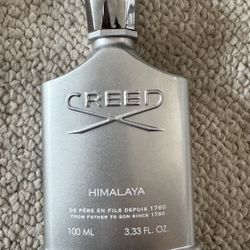 CREED
HIMALAYA
DE PÈRE EN FILS DEPUIS 1760
FROM FATHER TO SON SINCE 1760
100 ML 3.33 FL. OZ.